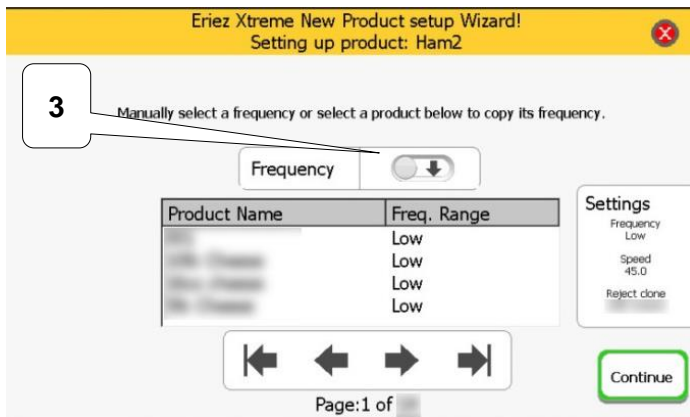 Eriez Xtreme New Product setup Wizard!
Setting up product: Ham2
3
Manually select a frequency or select a product below to copy its frequency.
Frequency
Product Name Freq. Range
Low
Low
Low
Low
Settings
Frequency
Low
Speed
45.0
Reject clone
Continue
Page:1 of